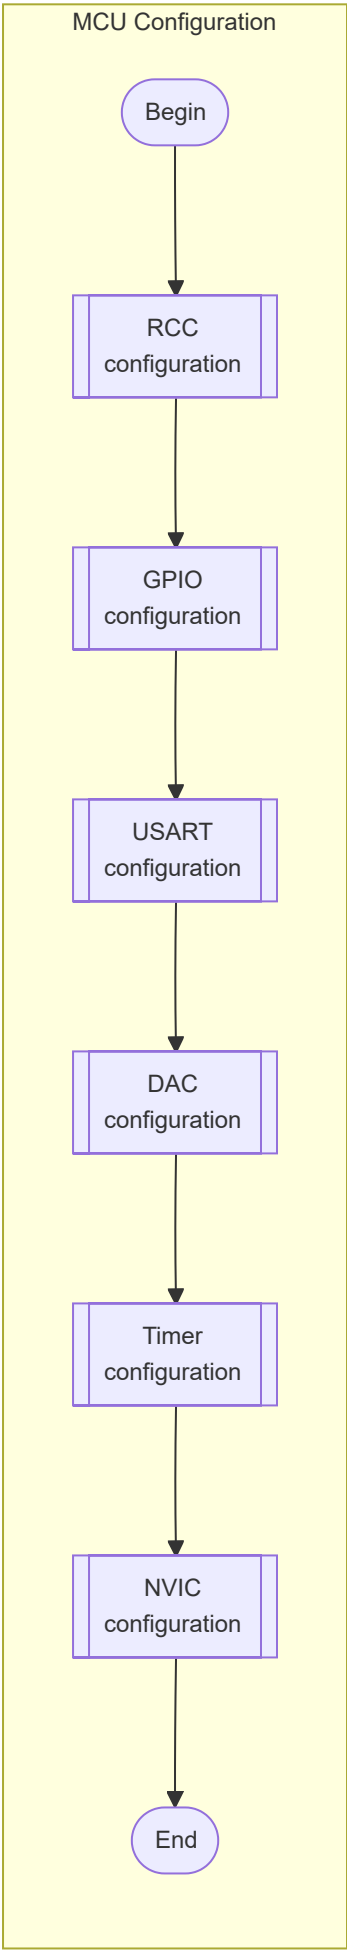 MCU Configuration
Begin
RCC
configuration
GPIO
configuration
USART
configuration
DAC
configuration
Timer
configuration
NVIC
configuration
End